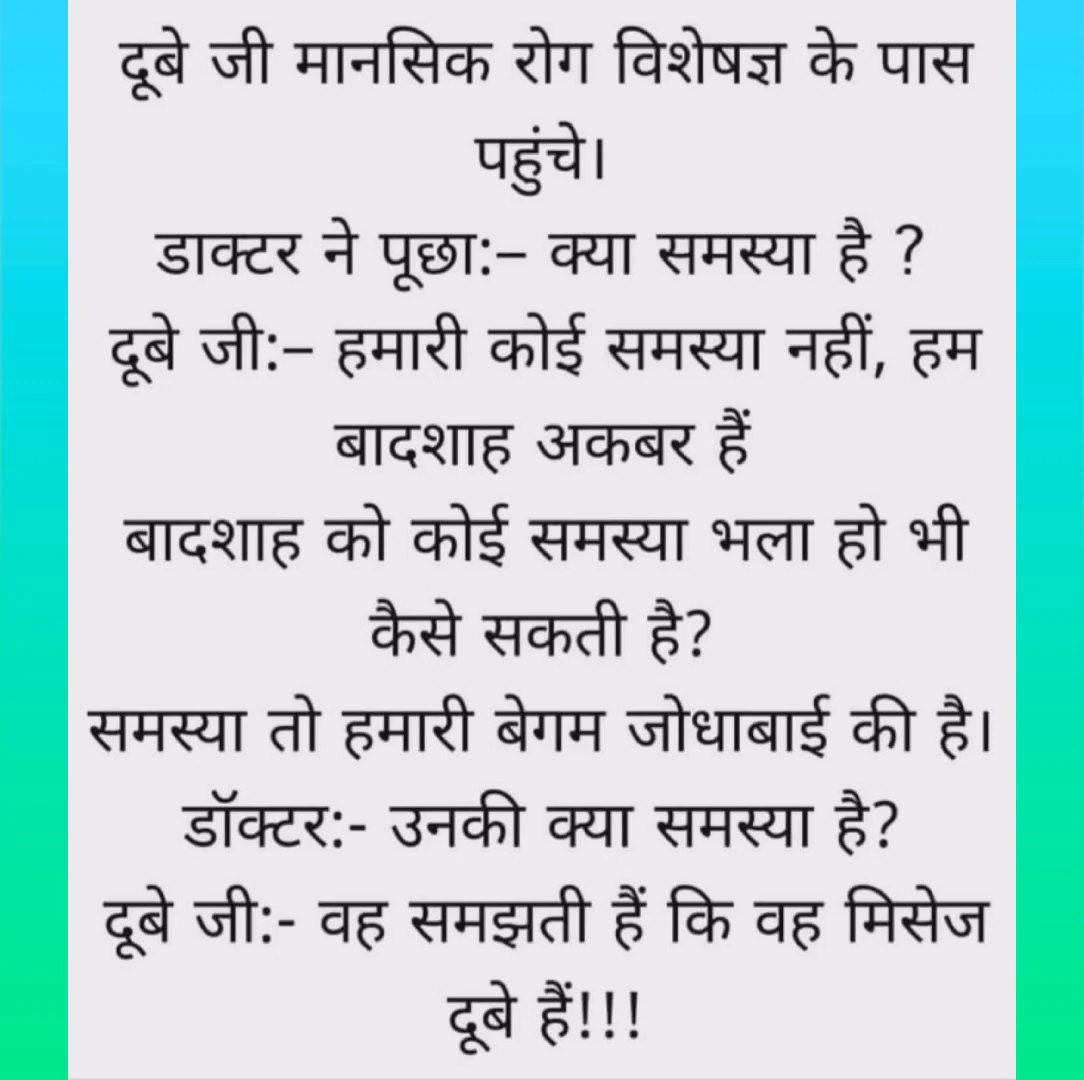 दूबे जी मानसिक रोग विशेषज्ञ के पास
पहुंचे।
डाक्टर ने पूछा:– क्या समस्या है ?
दूबे जी:– हमारी कोई समस्या नहीं, हम
बादशाह अकबर हैं
बादशाह को कोई समस्या भला हो भी
कैसे सकती है?
समस्या तो हमारी बेगम जोधाबाई की है।
डॉक्टर:- उनकी क्या समस्या है?
दूबे जी:- वह समझती हैं कि वह मिसेज
दूबे हैं!!!